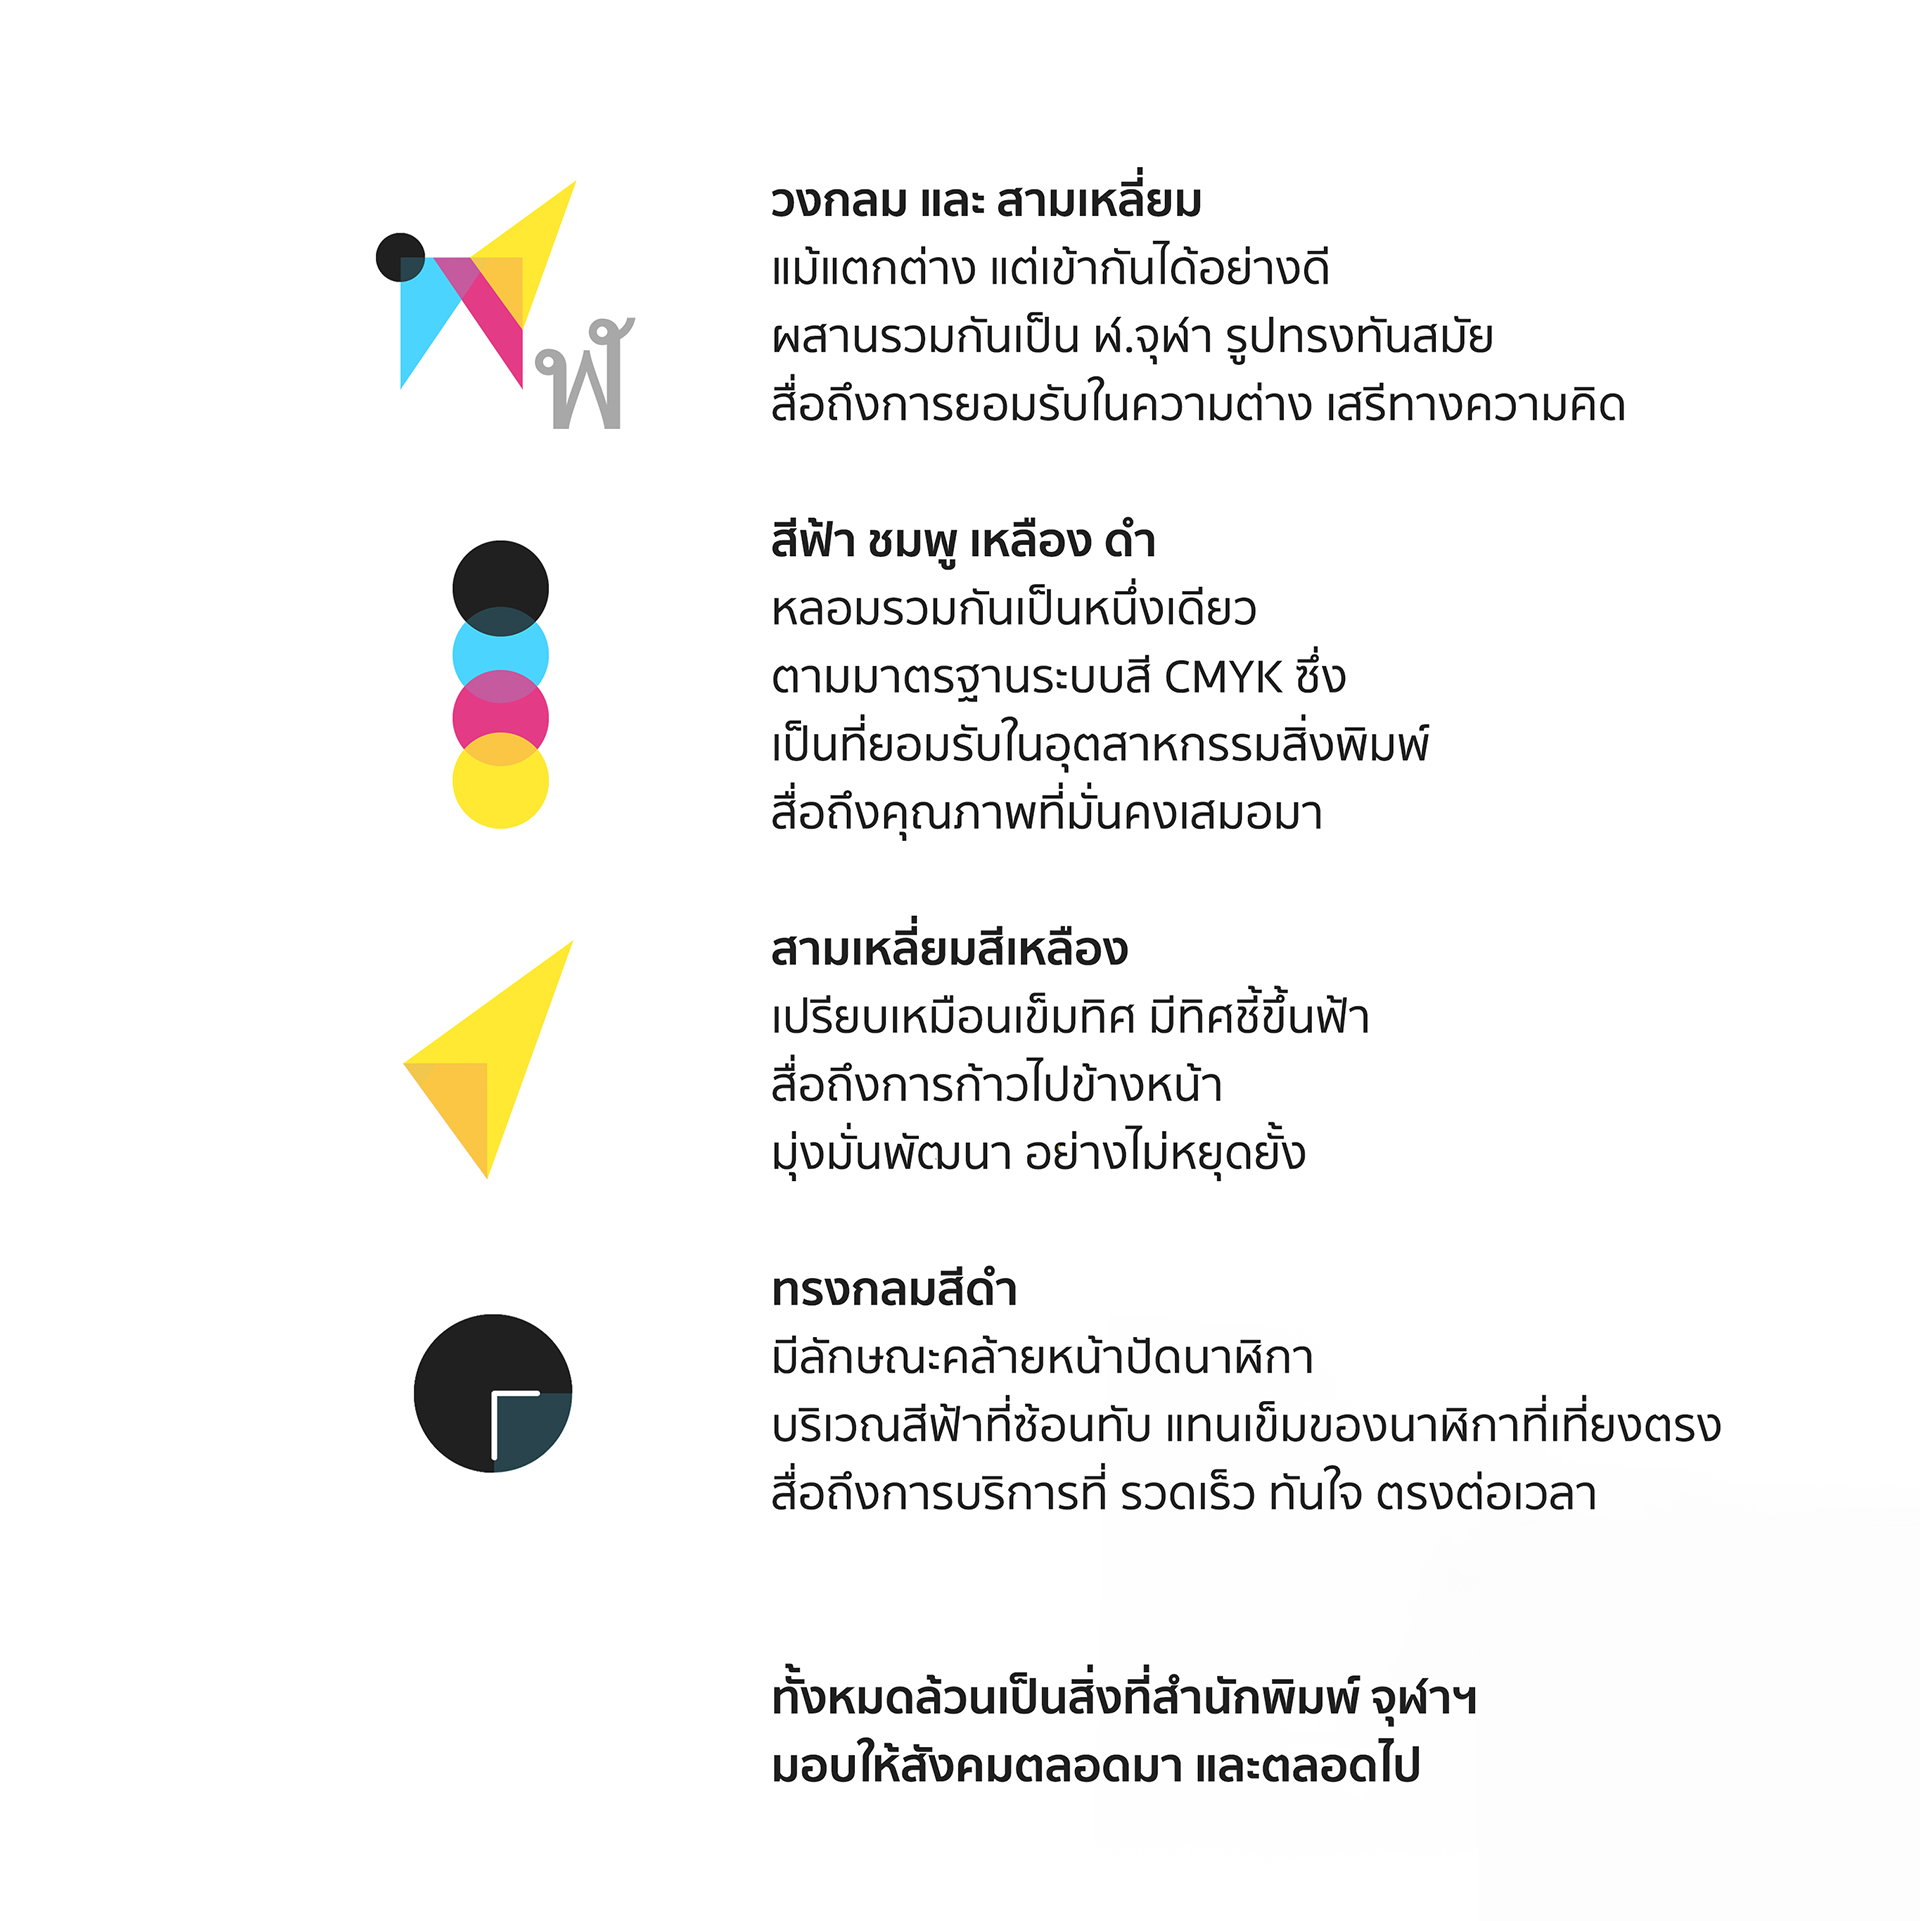 วงกลม และ สามเหลี่ยม
แม้แตกต่าง แต่เข้ากันได้อย่างดี
ผสานรวมกันเป็น ฬ.จุฬา รูปทรงทันสมัย
สื่อถึงการยอมรับในความต่าง เสรีทางความคิด
ฬ
สีฟ้า ชมพู เหลือง ดำ
หลอมรวมกันเป็นหนึ่งเดียว
ตามมาตรฐานระบบสี CMYK ซึ่ง
เป็นที่ยอมรับในอุตสาหกรรมสิ่งพิมพ์
สื่อถึงคุณภาพที่มั่นคงเสมอมา
สามเหลี่ยมสีเหลือง
เปรียบเหมือนเข็มทิศ มีทิศชี้ขึ้นฟ้า
สื่อถึงการก้าวไปข้างหน้า
มุ่งมั่นพัฒนา อย่างไม่หยุดยั้ง
ทรงกลมสีดำ
มีลักษณะคล้ายหน้าปัดนาฬิกา
บริเวณสีฟ้าที่ซ้อนทับ แทนเข็มของนาฬิกาที่เที่ยงตรง
สื่อถึงการบริการที่ รวดเร็ว ทันใจ ตรงต่อเวลา
ทั้งหมดล้วนเป็นสิ่งที่สำนักพิมพ์ จุฬาฯ
มอบให้สังคมตลอดมา และตลอดไป